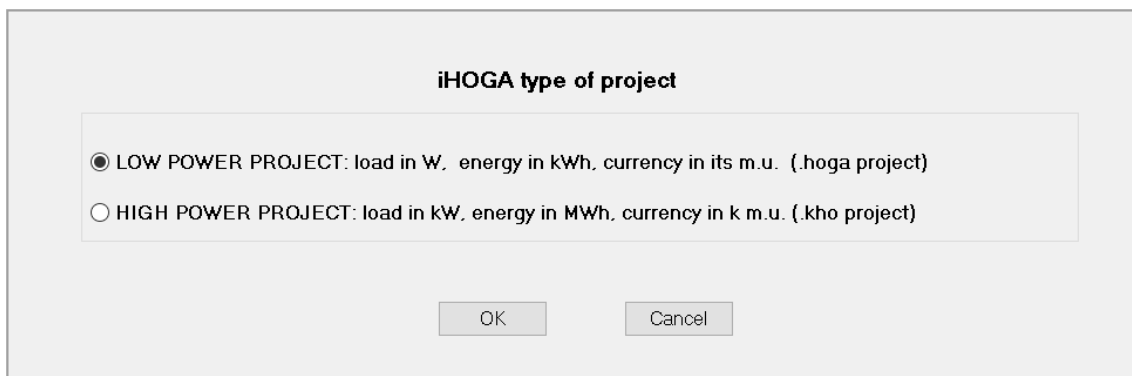 iHOGA type of project
LOW POWER PROJECT: load in W,  energy in kWh, currency in its m.u.  (.hoga project)
HIGH POWER PROJECT: load in kW, energy in MWh, currency in k m.u. (.kho project)
OK
Cancel